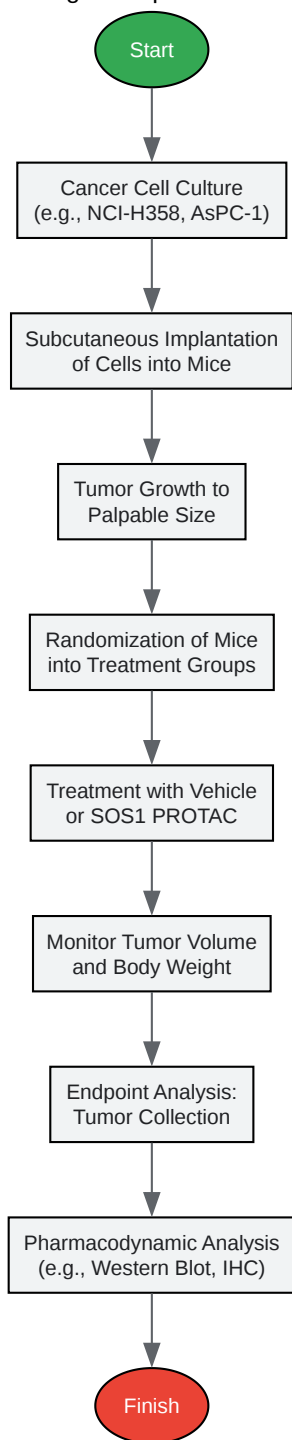 Start
Cancer Cell Culture
(e.g., NCI-H358, AsPC-1)
Subcutaneous Implantation
of Cells into Mice
Tumor Growth to
Palpable Size
Randomization of Mice
into Treatment Groups
Treatment with Vehicle
or SOS1 PROTAC
Monitor Tumor Volume
and Body Weight
Endpoint Analysis:
Tumor Collection
Pharmacodynamic Analysis
(e.g., Western Blot, IHC)
Finish